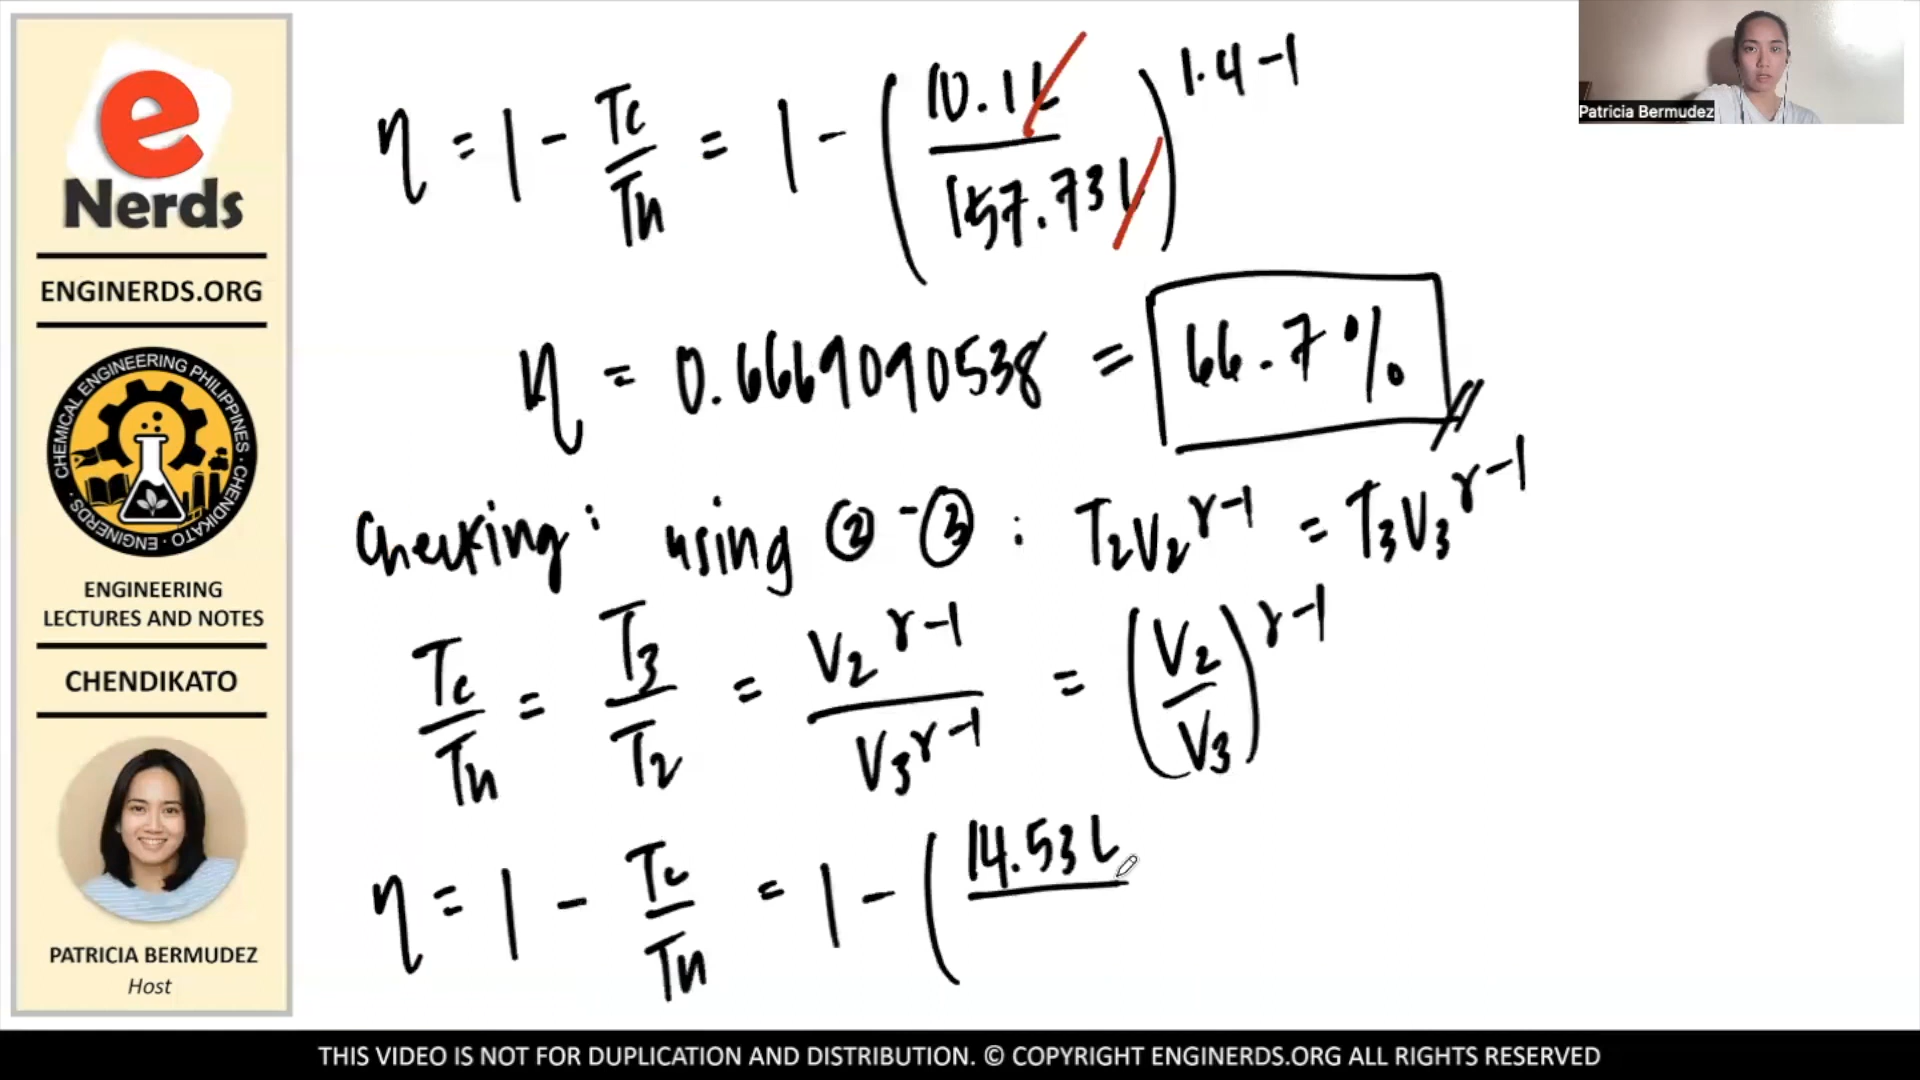 e
Nerds
ENGINERDS.ORG
CHEMICAL ENGINEERING PHILIPPINES · CHENDIKATO · ENGINERDS ·
ENGINEERING
LECTURES AND NOTES
CHENDIKATO
PATRICIA BERMUDEZ
Host
η = 1 - Tc/TH = 1 - (10.1L/157.73L)^1.4-1
η = 0.6669090538 = 66.7%
Checking: using ② - ③ : T2V2^γ-1 = T3V3^γ-1
Tc/TH = T3/T2 = V2^γ-1/V3^γ-1 = (V2/V3)^γ-1
η = 1 - Tc/TH = 1 - (14.53L
Patricia Bermudez
THIS VIDEO IS NOT FOR DUPLICATION AND DISTRIBUTION. © COPYRIGHT ENGINERDS.ORG ALL RIGHTS RESERVED